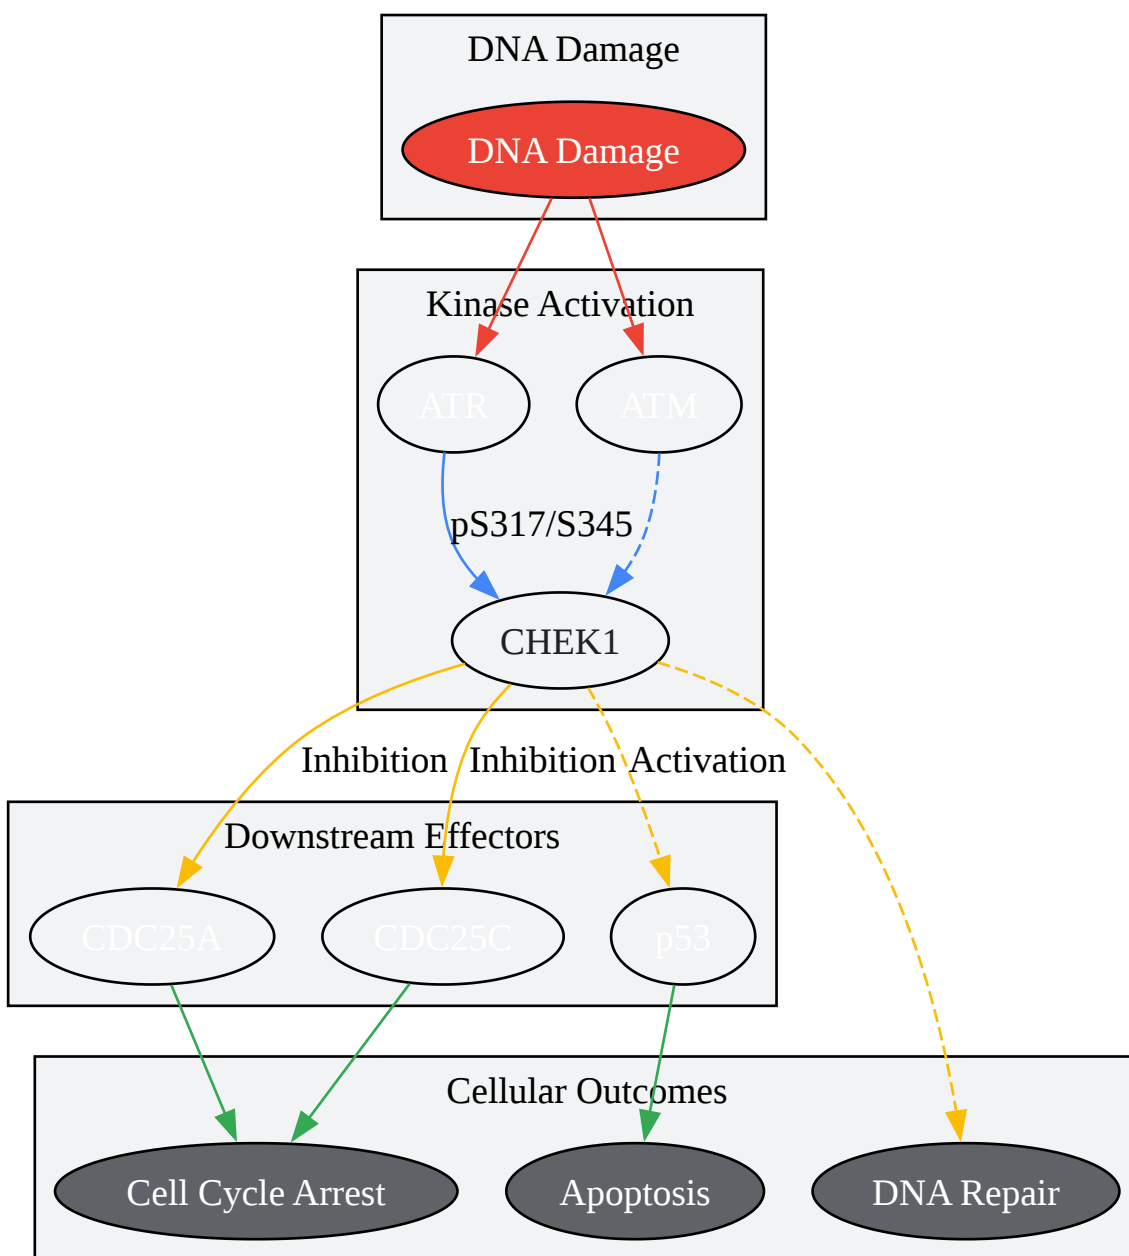 DNA Damage
DNA Damage
Kinase Activation
ATR
ATM
pS317/S345
CHEK1
Inhibition
Inhibition
Activation
Downstream Effectors
CDC25A
CDC25C
p53
Cellular Outcomes
Cell Cycle Arrest
Apoptosis
DNA Repair